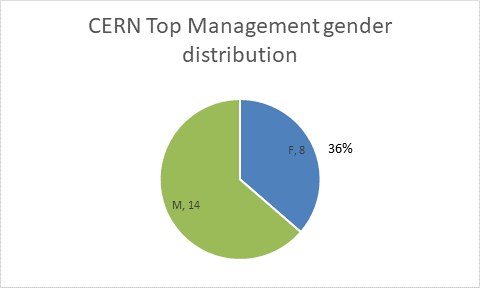 CERN Top Management gender
distribution
F, 8
36%
M, 14